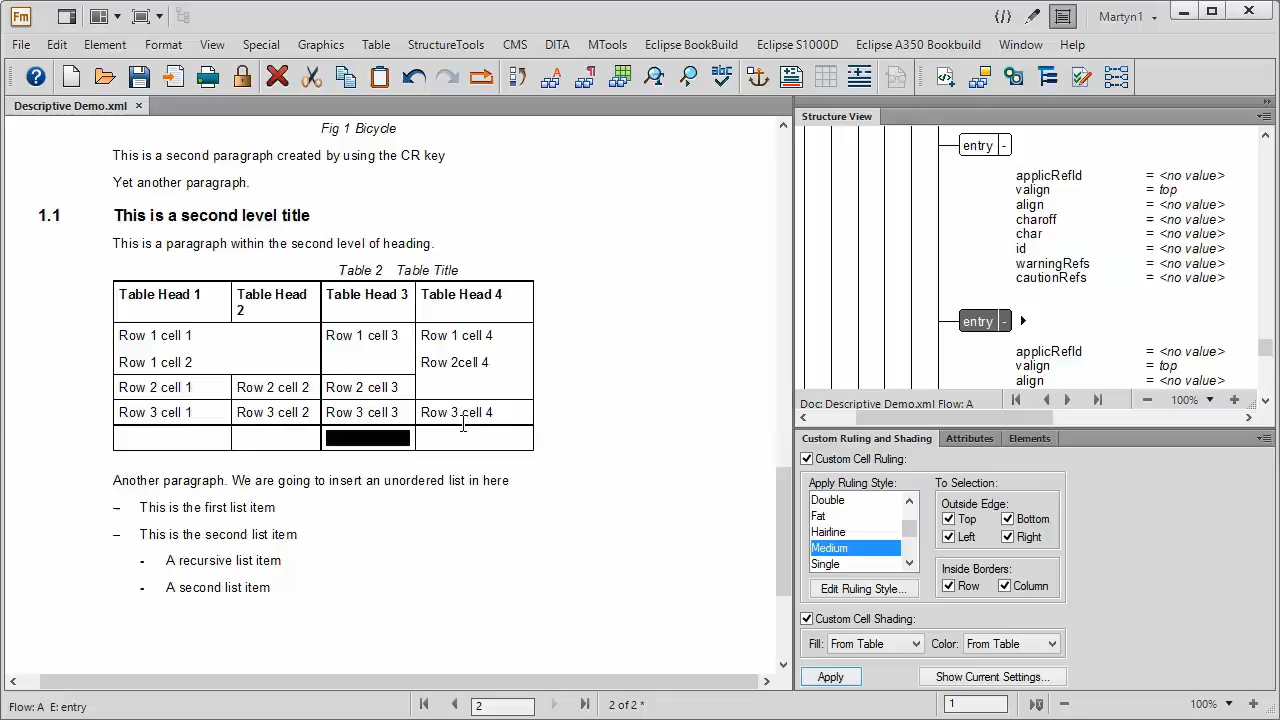 Fm
Martyn1
File Edit Element Format View Special Graphics Table StructureTools CMS DITA MTools Eclipse BookBuild Eclipse S1000D Eclipse A350 Bookbuild Window Help
Descriptive Demo.xml ×
Fig 1 Bicycle
This is a second paragraph created by using the CR key
Yet another paragraph.
1.1 This is a second level title
This is a paragraph within the second level of heading.
Table 2 Table Title
Table Head 1 Table Head 2 Table Head 3 Table Head 4
Row 1 cell 1 Row 1 cell 3 Row 1 cell 4
Row 1 cell 2 Row 2cell 4
Row 2 cell 1 Row 2 cell 2 Row 2 cell 3
Row 3 cell 1 Row 3 cell 2 Row 3 cell 3 Row 3 cell 4
Another paragraph. We are going to insert an unordered list in here
– This is the first list item
– This is the second list item
- A recursive list item
- A second list item
Flow: A E: entry
2
2 of 2 *
Structure View
entry -
applicRefId = <no value>
valign = top
align = <no value>
charoff = <no value>
char = <no value>
id = <no value>
warningRefs = <no value>
cautionRefs = <no value>
entry -
applicRefId = <no value>
valign = top
align = <no value>
Doc: Descriptive Demo.xml Flow: A
100%
Custom Ruling and Shading Attributes Elements
Custom Cell Ruling:
Apply Ruling Style: To Selection:
Double
Fat
Hairline
Medium
Single
Outside Edge:
Top Bottom
Left Right
Inside Borders:
Row Column
Edit Ruling Style...
Custom Cell Shading:
Fill: From Table Color: From Table
Apply Show Current Settings...
1
100%